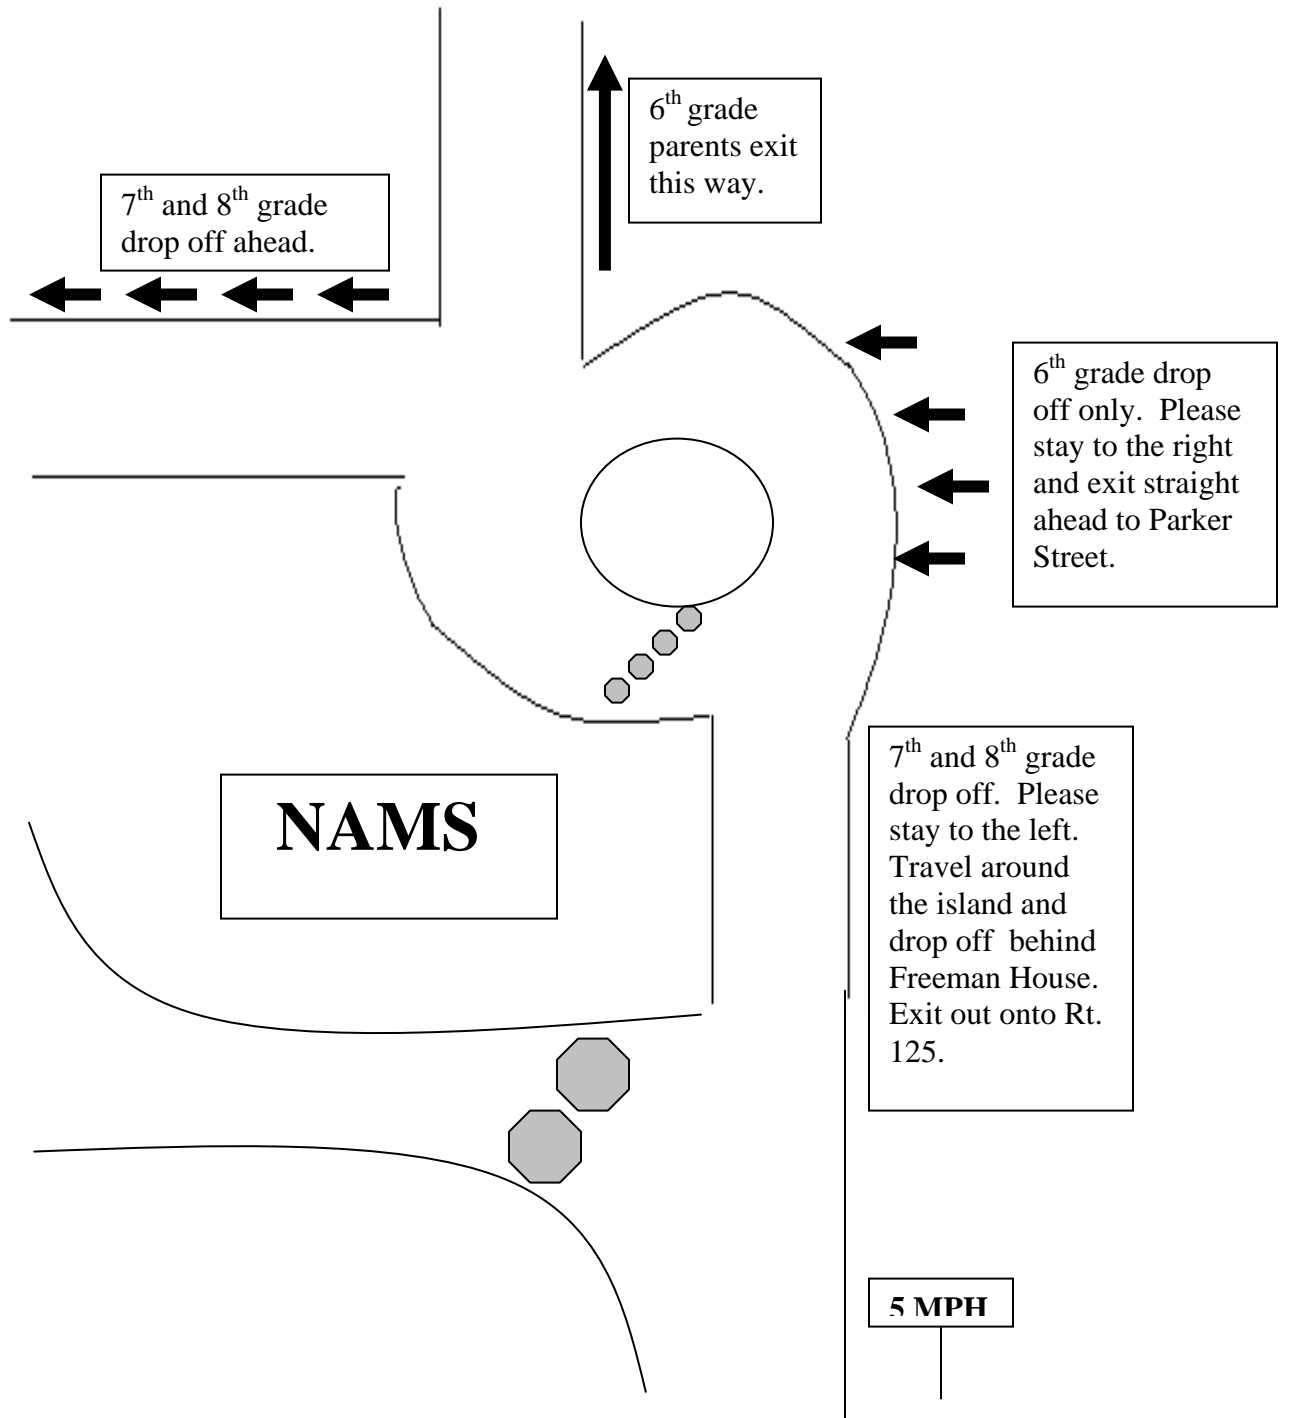 6th grade
parents exit
this way.
7th and 8th grade
drop off ahead.
6th grade drop
off only.  Please
stay to the right
and exit straight
ahead to Parker
Street.
7th and 8th grade
drop off.  Please
stay to the left.
Travel around
the island and
drop off  behind
Freeman House.
Exit out onto Rt.
125.
NAMS
5 MPH